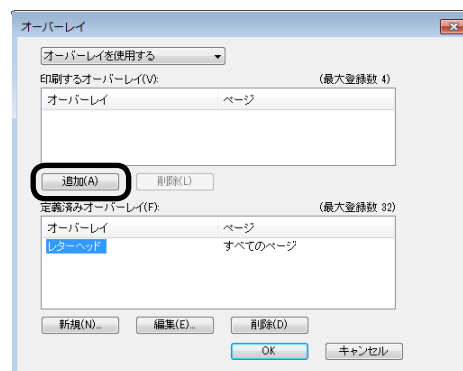 オーバーレイ
オーバーレイを使用する
印刷するオーバーレイ(V): (最大登録数 4)
オーバーレイ ページ
追加(A) 削除(L)
定義済みオーバーレイ(F): (最大登録数 32)
オーバーレイ ページ
レターヘッド すべてのページ
新規(N)... 編集(E)... 削除(D)
OK キャンセル